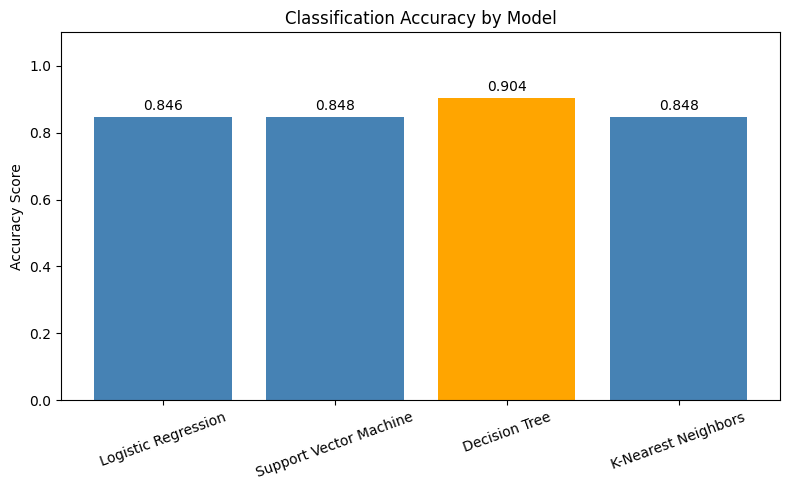 Classification Accuracy by Model
Accuracy Score
1.0
0.8
0.6
0.4
0.2
0.0
0.846
0.848
0.904
0.848
Logistic Regression
Support Vector Machine
Decision Tree
K-Nearest Neighbors